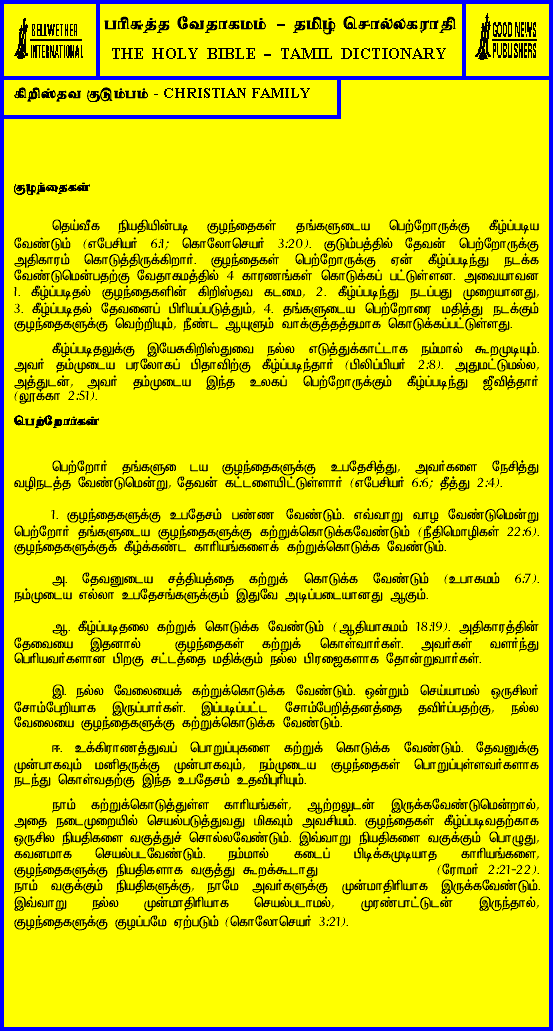 BELLWETHER
INTERNATIONAL
பரிசுத்த வேதாகமம் – தமிழ் சொல்லகராதி
THE HOLY BIBLE – TAMIL DICTIONARY
GOOD NEWS
PUBLISHERS
கிறிஸ்தவ குடும்பம் - CHRISTIAN FAMILY
குழந்தைகள்
தெய்வீக நியதியின்படி குழந்தைகள் தங்களுடைய பெற்றோருக்கு கீழ்ப்படிய
வேண்டும் (எபேசியர் 6:1; கொலோசெயர் 3:20). குடும்பத்தில் தேவன் பெற்றோருக்கு
அதிகாரம் கொடுத்திருக்கிறார். குழந்தைகள் பெற்றோருக்கு ஏன் கீழ்ப்படிந்து நடக்க
வேண்டுமென்பதற்கு வேதாகமத்தில் 4 காரணங்கள் கொடுக்கப் பட்டுள்ளன. அவையாவன
1. கீழ்ப்படிதல் குழந்தைகளின் கிறிஸ்தவ கடமை, 2. கீழ்ப்படிந்து நடப்பது முறையானது,
3. கீழ்ப்படிதல் தேவனைப் பிரியப்படுத்தும், 4. தங்களுடைய பெற்றோரை மதித்து நடக்கும்
குழந்தைகளுக்கு வெற்றியும், நீண்ட ஆயுளும் வாக்குத்தத்தமாக கொடுக்கப்பட்டுள்ளது.
கீழ்ப்படிதலுக்கு இயேசுகிறிஸ்துவை நல்ல எடுத்துக்காட்டாக நம்மால் கூறமுடியும்.
அவர் தம்முடைய பரலோகப் பிதாவிற்கு கீழ்ப்படிந்தார் (பிலிப்பியர் 2:8). அதுமட்டுமல்ல,
அத்துடன், அவர் தம்முடைய இந்த உலகப் பெற்றோருக்கும் கீழ்ப்படிந்து ஜீவித்தார்
(லூக்கா 2:51).
பெற்றோர்கள்
பெற்றோர் தங்களுடை டய குழந்தைகளுக்கு உபதேசித்து, அவர்களை நேசித்து
வழிநடத்த வேண்டுமென்று, தேவன் கட்டளையிட்டுள்ளார் (எபேசியர் 6:6; தீத்து 2:4).
1. குழந்தைகளுக்கு உபதேசம் பண்ண வேண்டும். எவ்வாறு வாழ வேண்டுமென்று
பெற்றோர் தங்களுடைய குழந்தைகளுக்கு கற்றுக்கொடுக்கவேண்டும் (நீதிமொழிகள் 22:6).
குழந்தைகளுக்குக் கீழ்க்கண்ட காரியங்களைக் கற்றுக்கொடுக்க வேண்டும்.
அ. தேவனுடைய சத்தியத்தை கற்றுக் கொடுக்க வேண்டும் (உபாகமம் 6:7).
நம்முடைய எல்லா உபதேசங்களுக்கும் இதுவே அடிப்படையானது ஆகும்.
ஆ. கீழ்ப்படிதலை கற்றுக் கொடுக்க வேண்டும் (ஆதியாகமம் 18:19). அதிகாரத்தின்
தேவையை இதனால் குழந்தைகள் கற்றுக் கொள்வார்கள். அவர்கள் வளர்ந்து
பெரியவர்களான பிறகு சட்டத்தை மதிக்கும் நல்ல பிரஜைகளாக தோன்றுவார்கள்.
இ. நல்ல வேலையைக் கற்றுக்கொடுக்க வேண்டும். ஒன்றும் செய்யாமல் ஒருசிலர்
சோம்பேறியாக இருப்பார்கள். இப்படிப்பட்ட சோம்பேறித்தனத்தை தவிர்ப்பதற்கு, நல்ல
வேலையை குழந்தைகளுக்கு கற்றுக்கொடுக்க வேண்டும்.
ஈ. உக்கிராணத்துவப் பொறுப்புகளை கற்றுக் கொடுக்க வேண்டும். தேவனுக்கு
முன்பாகவும் மனிதருக்கு முன்பாகவும், நம்முடைய குழந்தைகள் பொறுப்புள்ளவர்களாக
நடந்து கொள்வதற்கு இந்த உபதேசம் உதவிபுரியும்.
நாம் கற்றுக்கொடுத்துள்ள காரியங்கள், ஆற்றலுடன் இருக்கவேண்டுமென்றால்,
அதை நடைமுறையில் செயல்படுத்துவது மிகவும் அவசியம். குழந்தைகள் கீழ்ப்படிவதற்காக
ஒருசில நியதிகளை வகுத்துச் சொல்லவேண்டும். இவ்வாறு நியதிகளை வகுக்கும் பொழுது,
கவனமாக செயல்படவேண்டும். நம்மால் கடைப் பிடிக்கமுடியாத காரியங்களை,
குழந்தைகளுக்கு நியதிகளாக வகுத்து கூறக்கூடாது (ரோமர் 2:21-22).
நாம் வகுக்கும் நியதிகளுக்கு, நாமே அவர்களுக்கு முன்மாதிரியாக இருக்கவேண்டும்.
இவ்வாறு நல்ல முன்மாதிரியாக செயல்படாமல், முரண்பாட்டுடன் இருந்தால்,
குழந்தைகளுக்கு குழப்பமே ஏற்படும் (கொலோசெயர் 3:21).